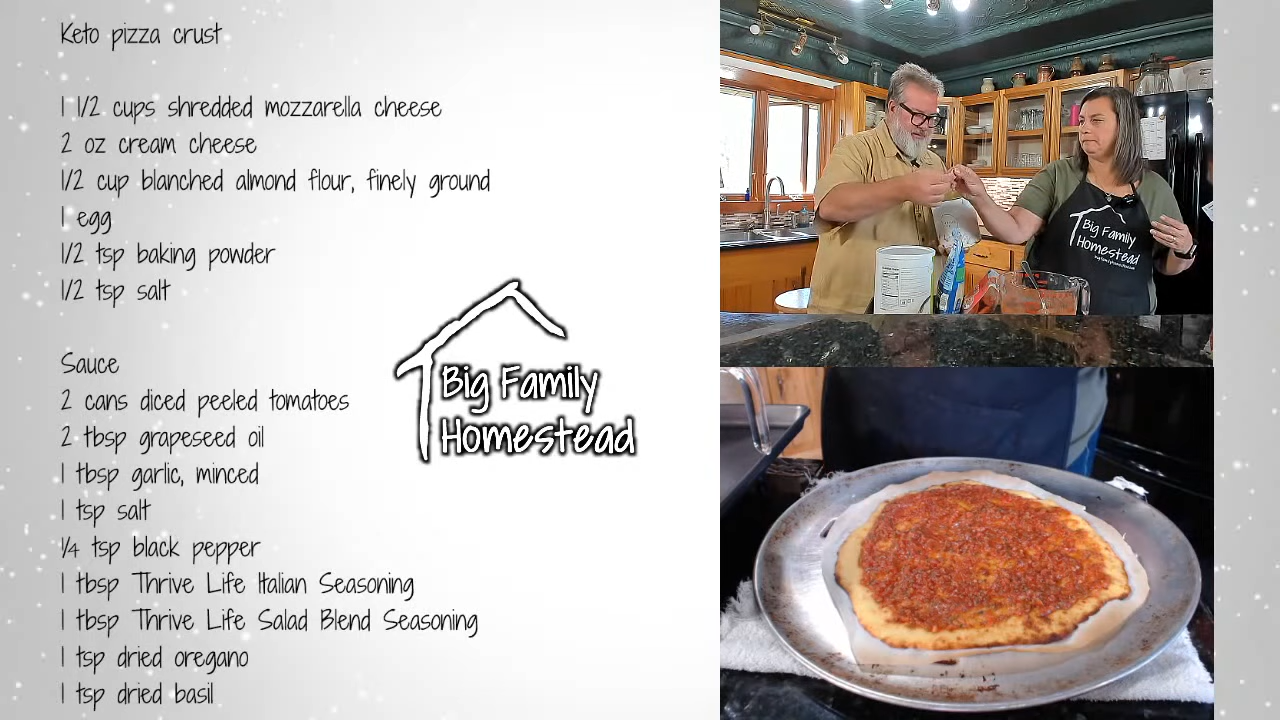 Keto pizza crust
1 1/2 cups shredded mozzarella cheese
2 oz cream cheese
1/2 cup blanched almond flour, finely ground
1 egg
1/2 tsp baking powder
1/2 tsp salt
Sauce
2 cans diced peeled tomatoes
2 tbsp grapeseed oil
1 tbsp garlic, minced
1 tsp salt
1/4 tsp black pepper
1 tbsp Thrive Life Italian Seasoning
1 tbsp Thrive Life Salad Blend Seasoning
1 tsp dried oregano
1 tsp dried basil
Big Family
Homestead
Big Family
Homestead